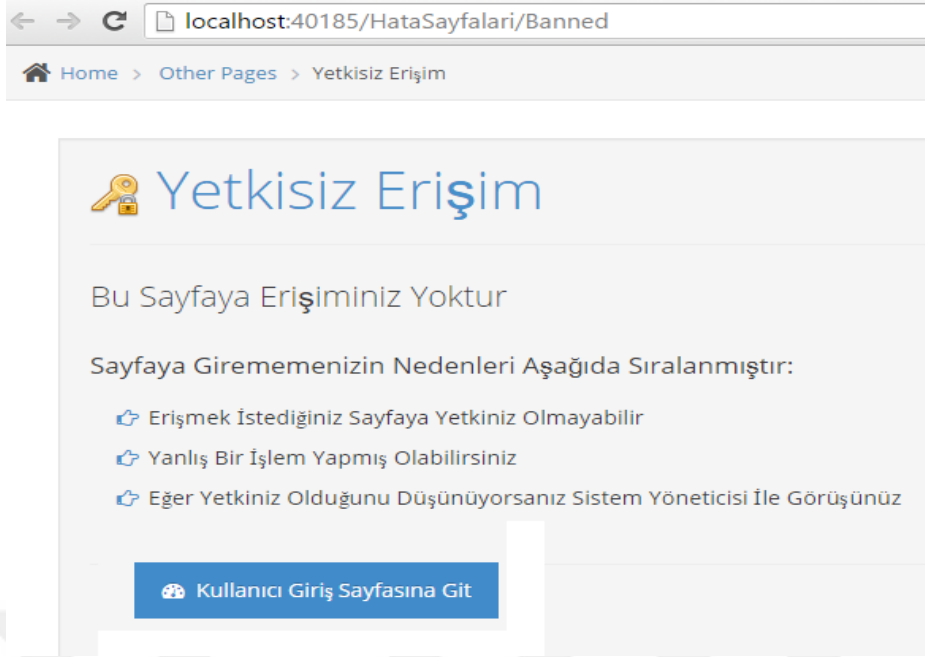 localhost:40185/HataSayfalari/Banned
Home > Other Pages > Yetkisiz Erişim
Yetkisiz Erişim
Bu Sayfaya Erişiminiz Yoktur
Sayfaya Girememenizin Nedenleri Aşağıda Sıralanmıştır:
Erişmek İstediğiniz Sayfaya Yetkiniz Olmayabilir
Yanlış Bir İşlem Yapmış Olabilirsiniz
Eğer Yetkiniz Olduğunu Düşünüyorsanız Sistem Yöneticisi İle Görüşünüz
Kullanıcı Giriş Sayfasına Git